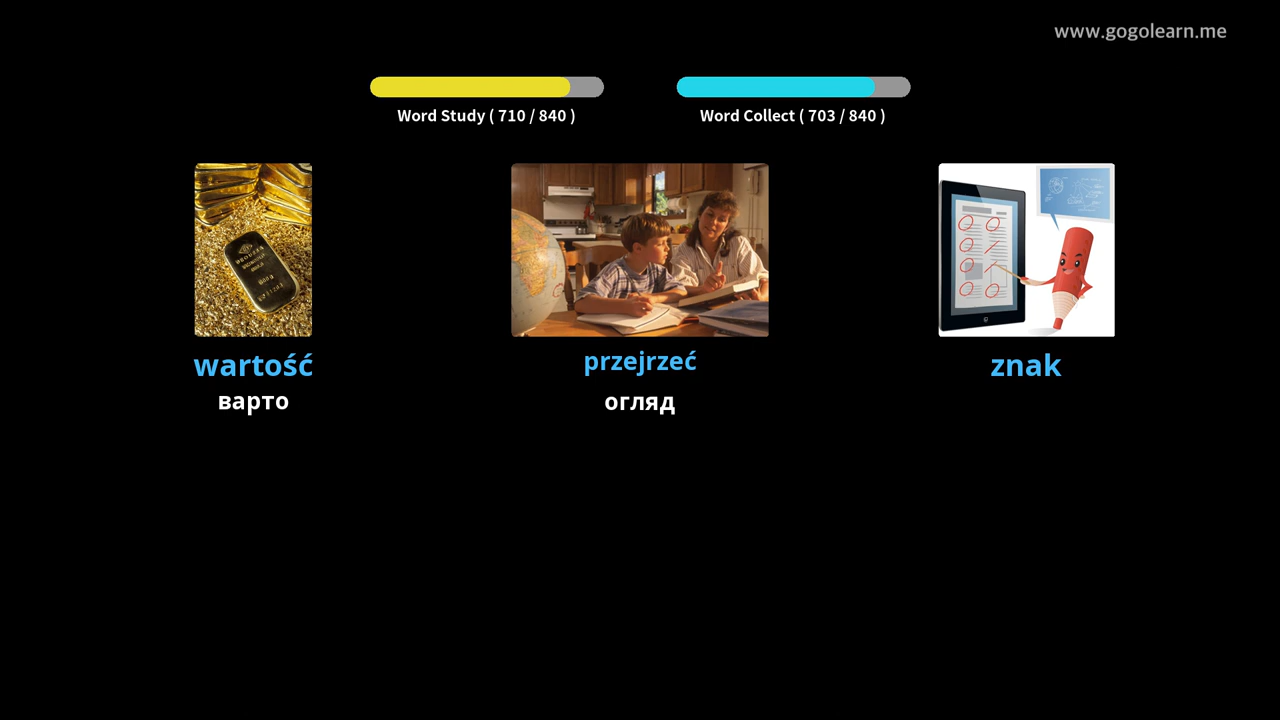 www.gogolearn.me
Word Study ( 710 / 840 )
Word Collect ( 703 / 840 )
wartość
варто
przejrzeć
огляд
znak